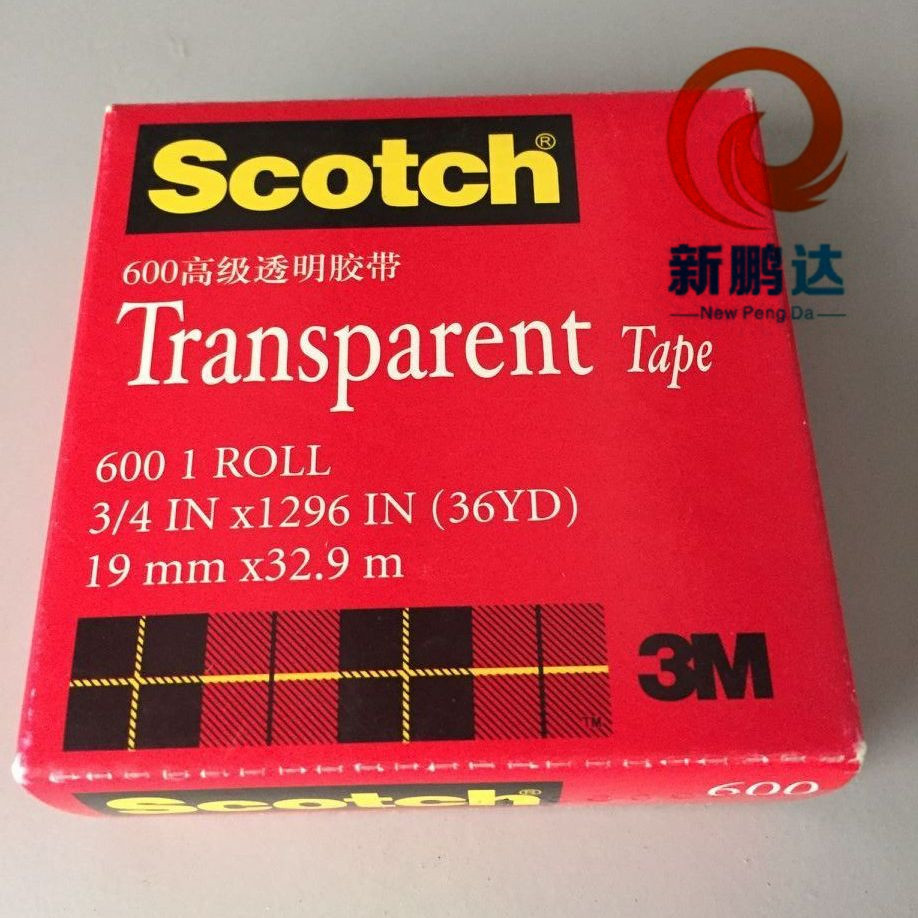 Scotch®
600高级透明胶带
Transparent Tape
600 1 ROLL
3/4 IN x1296 IN (36YD)
19 mm x32.9 m
3M
TM
Scotch®
600
新鹏达
New Peng Da